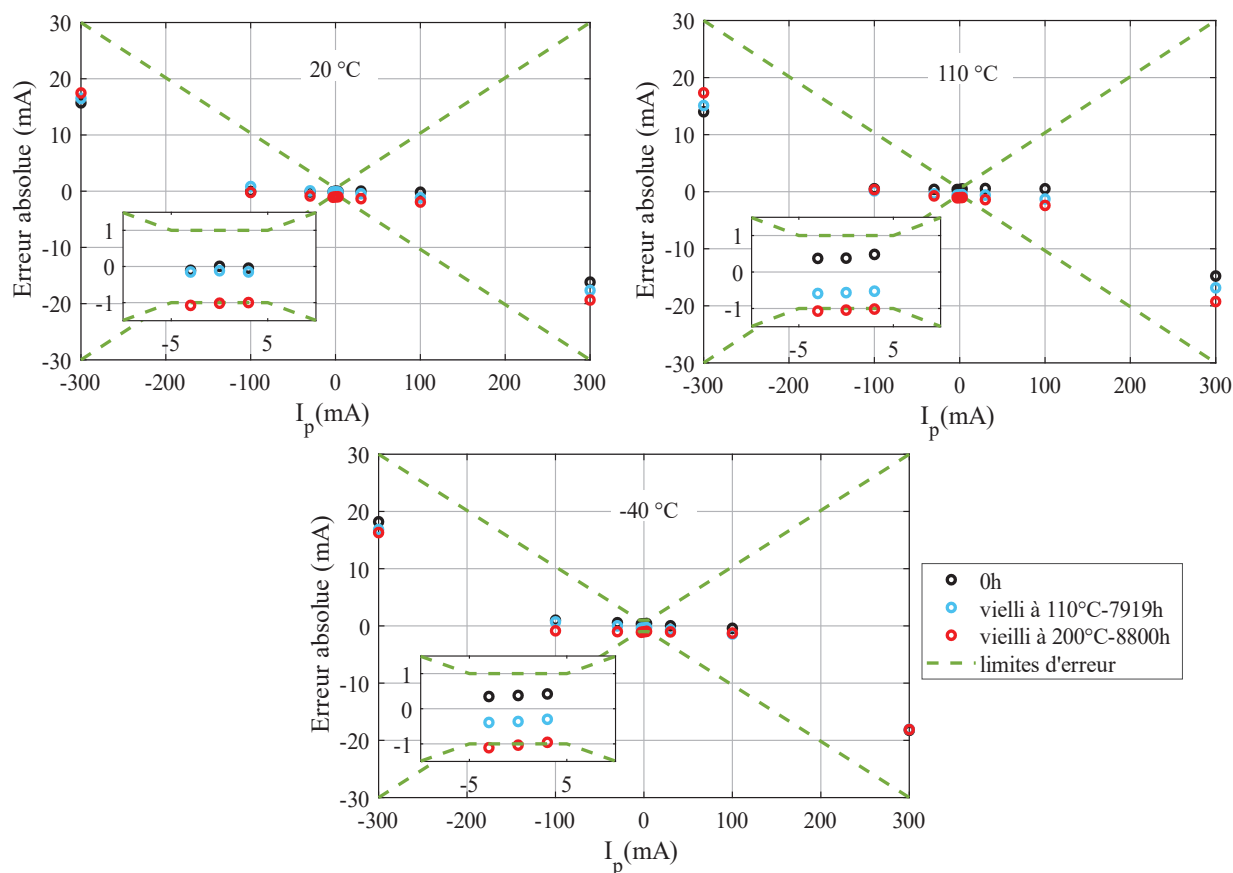 30
20
10
0
-10
-20
-30
Erreur absolue (mA)
20 °C
1
0
-1
-5 5
-300 -200 -100 0 100 200 300
I_p(mA)
30
20
10
0
-10
-20
-30
Erreur absolue (mA)
110 °C
1
0
-1
-5 5
-300 -200 -100 0 100 200 300
I_p(mA)
30
20
10
0
-10
-20
-30
Erreur absolue (mA)
-40 °C
1
0
-1
-5 5
-300 -200 -100 0 100 200 300
I_p(mA)
0h
vielli à 110°C-7919h
vieilli à 200°C-8800h
limites d'erreur